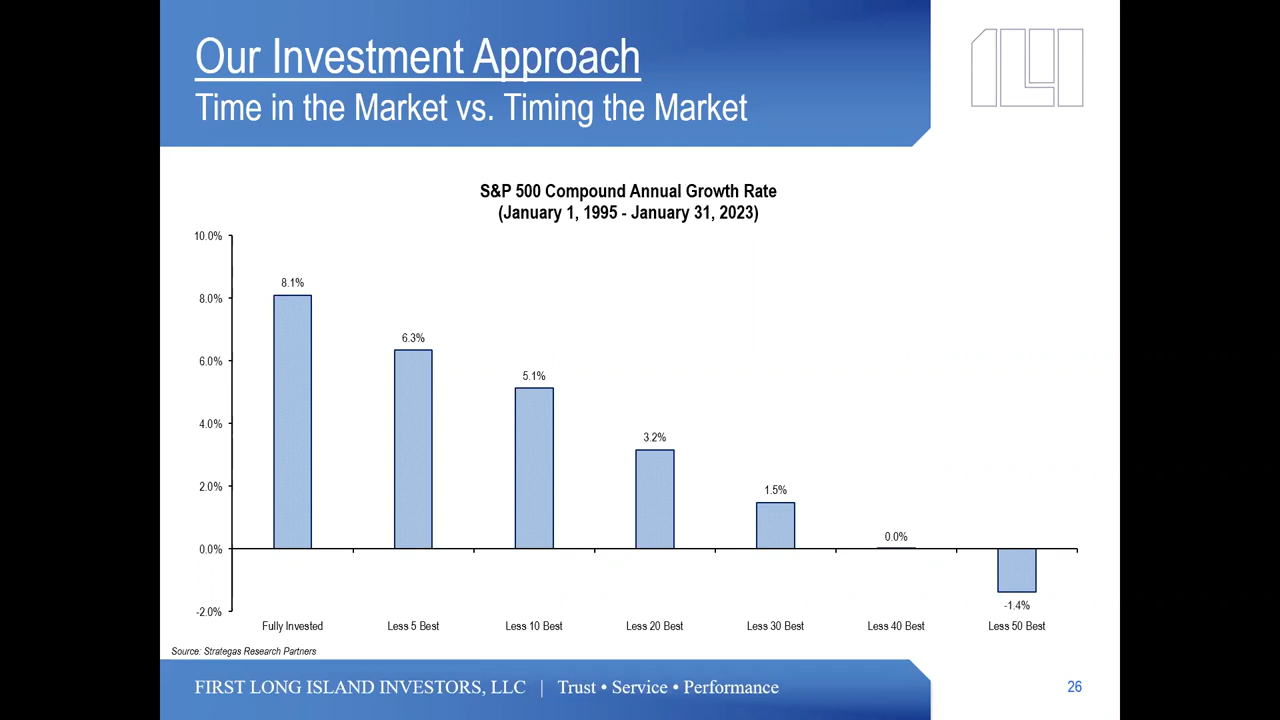 Our Investment Approach
Time in the Market vs. Timing the Market
S&P 500 Compound Annual Growth Rate
(January 1, 1995 - January 31, 2023)
10.0%
8.0%
6.0%
4.0%
2.0%
0.0%
-2.0%
8.1%
6.3%
5.1%
3.2%
1.5%
0.0%
-1.4%
Fully Invested
Less 5 Best
Less 10 Best
Less 20 Best
Less 30 Best
Less 40 Best
Less 50 Best
Source: Strategas Research Partners
FIRST LONG ISLAND INVESTORS, LLC | Trust • Service • Performance
26